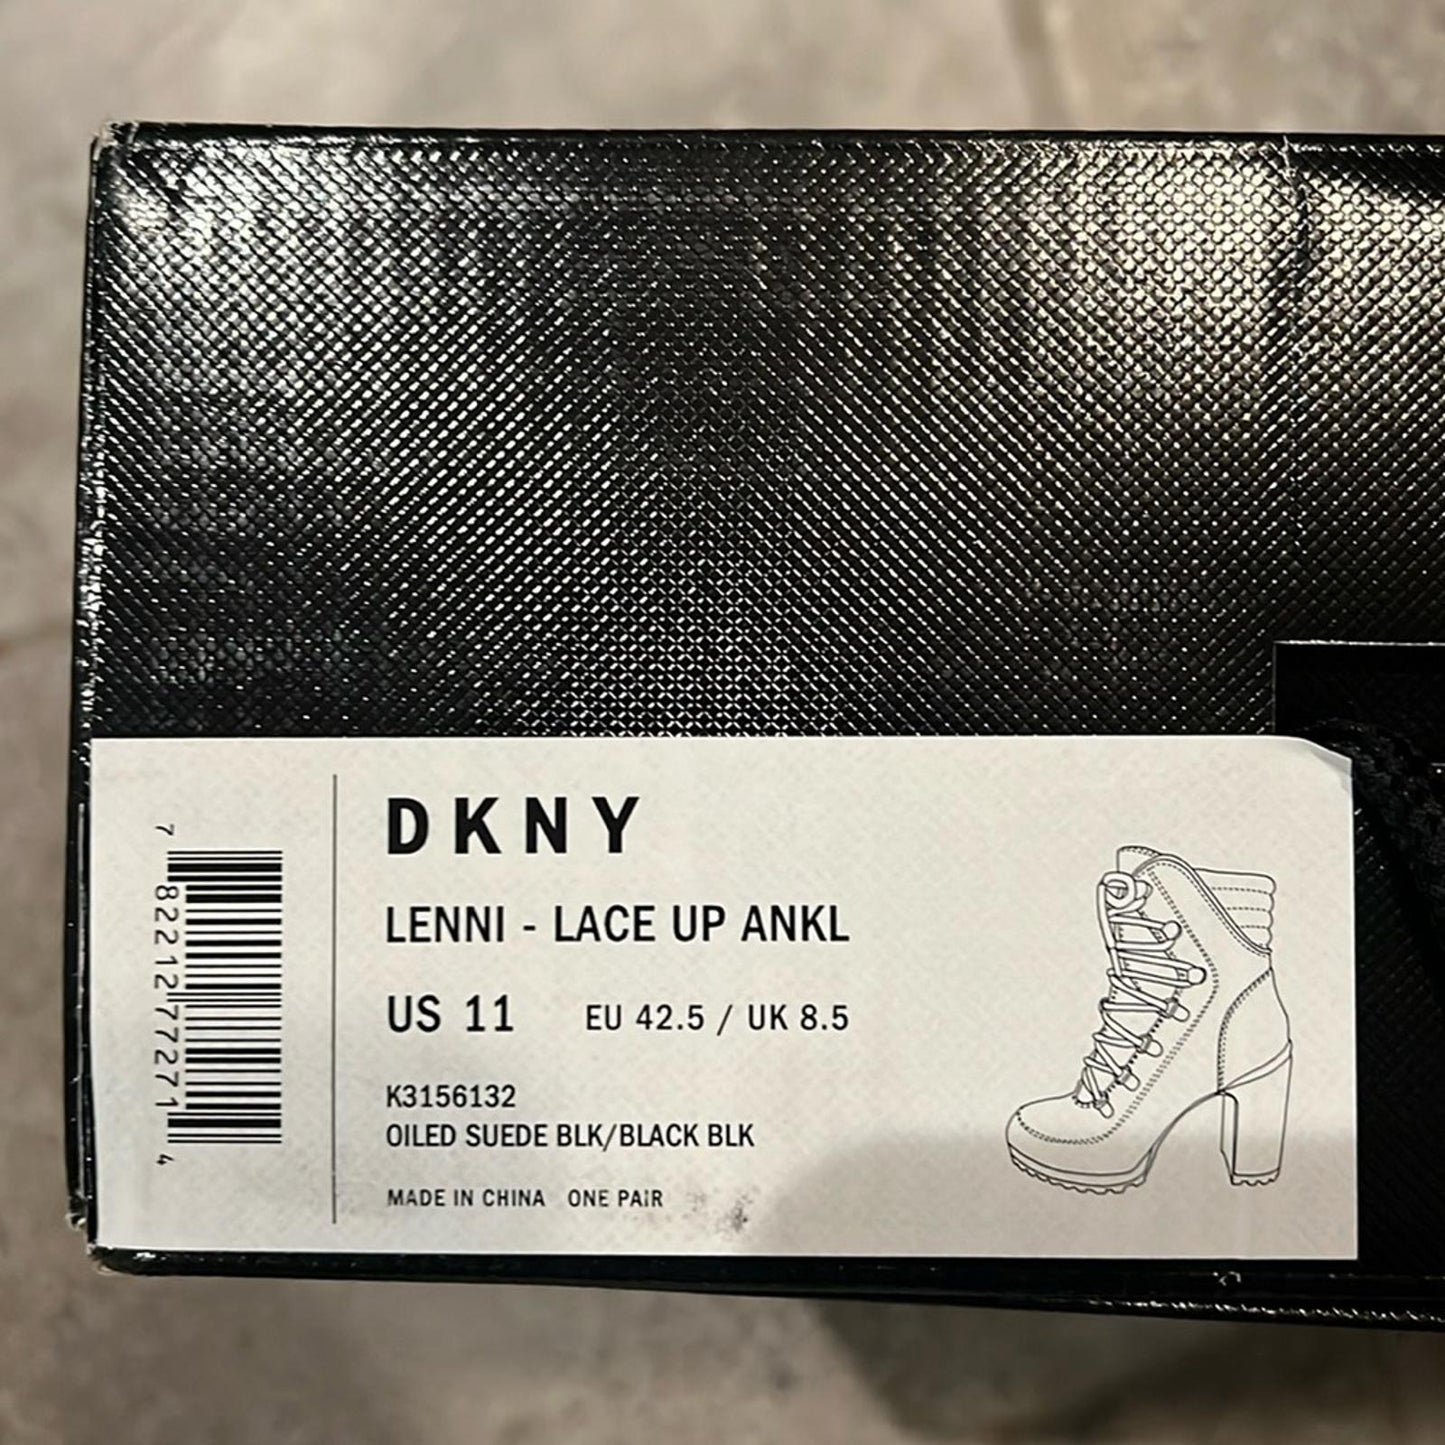 7 82212 77271 4
DKNY
LENNI - LACE UP ANKL
US 11 EU 42.5 / UK 8.5
K3156132
OILED SUEDE BLK/BLACK BLK
MADE IN CHINA ONE PAIR